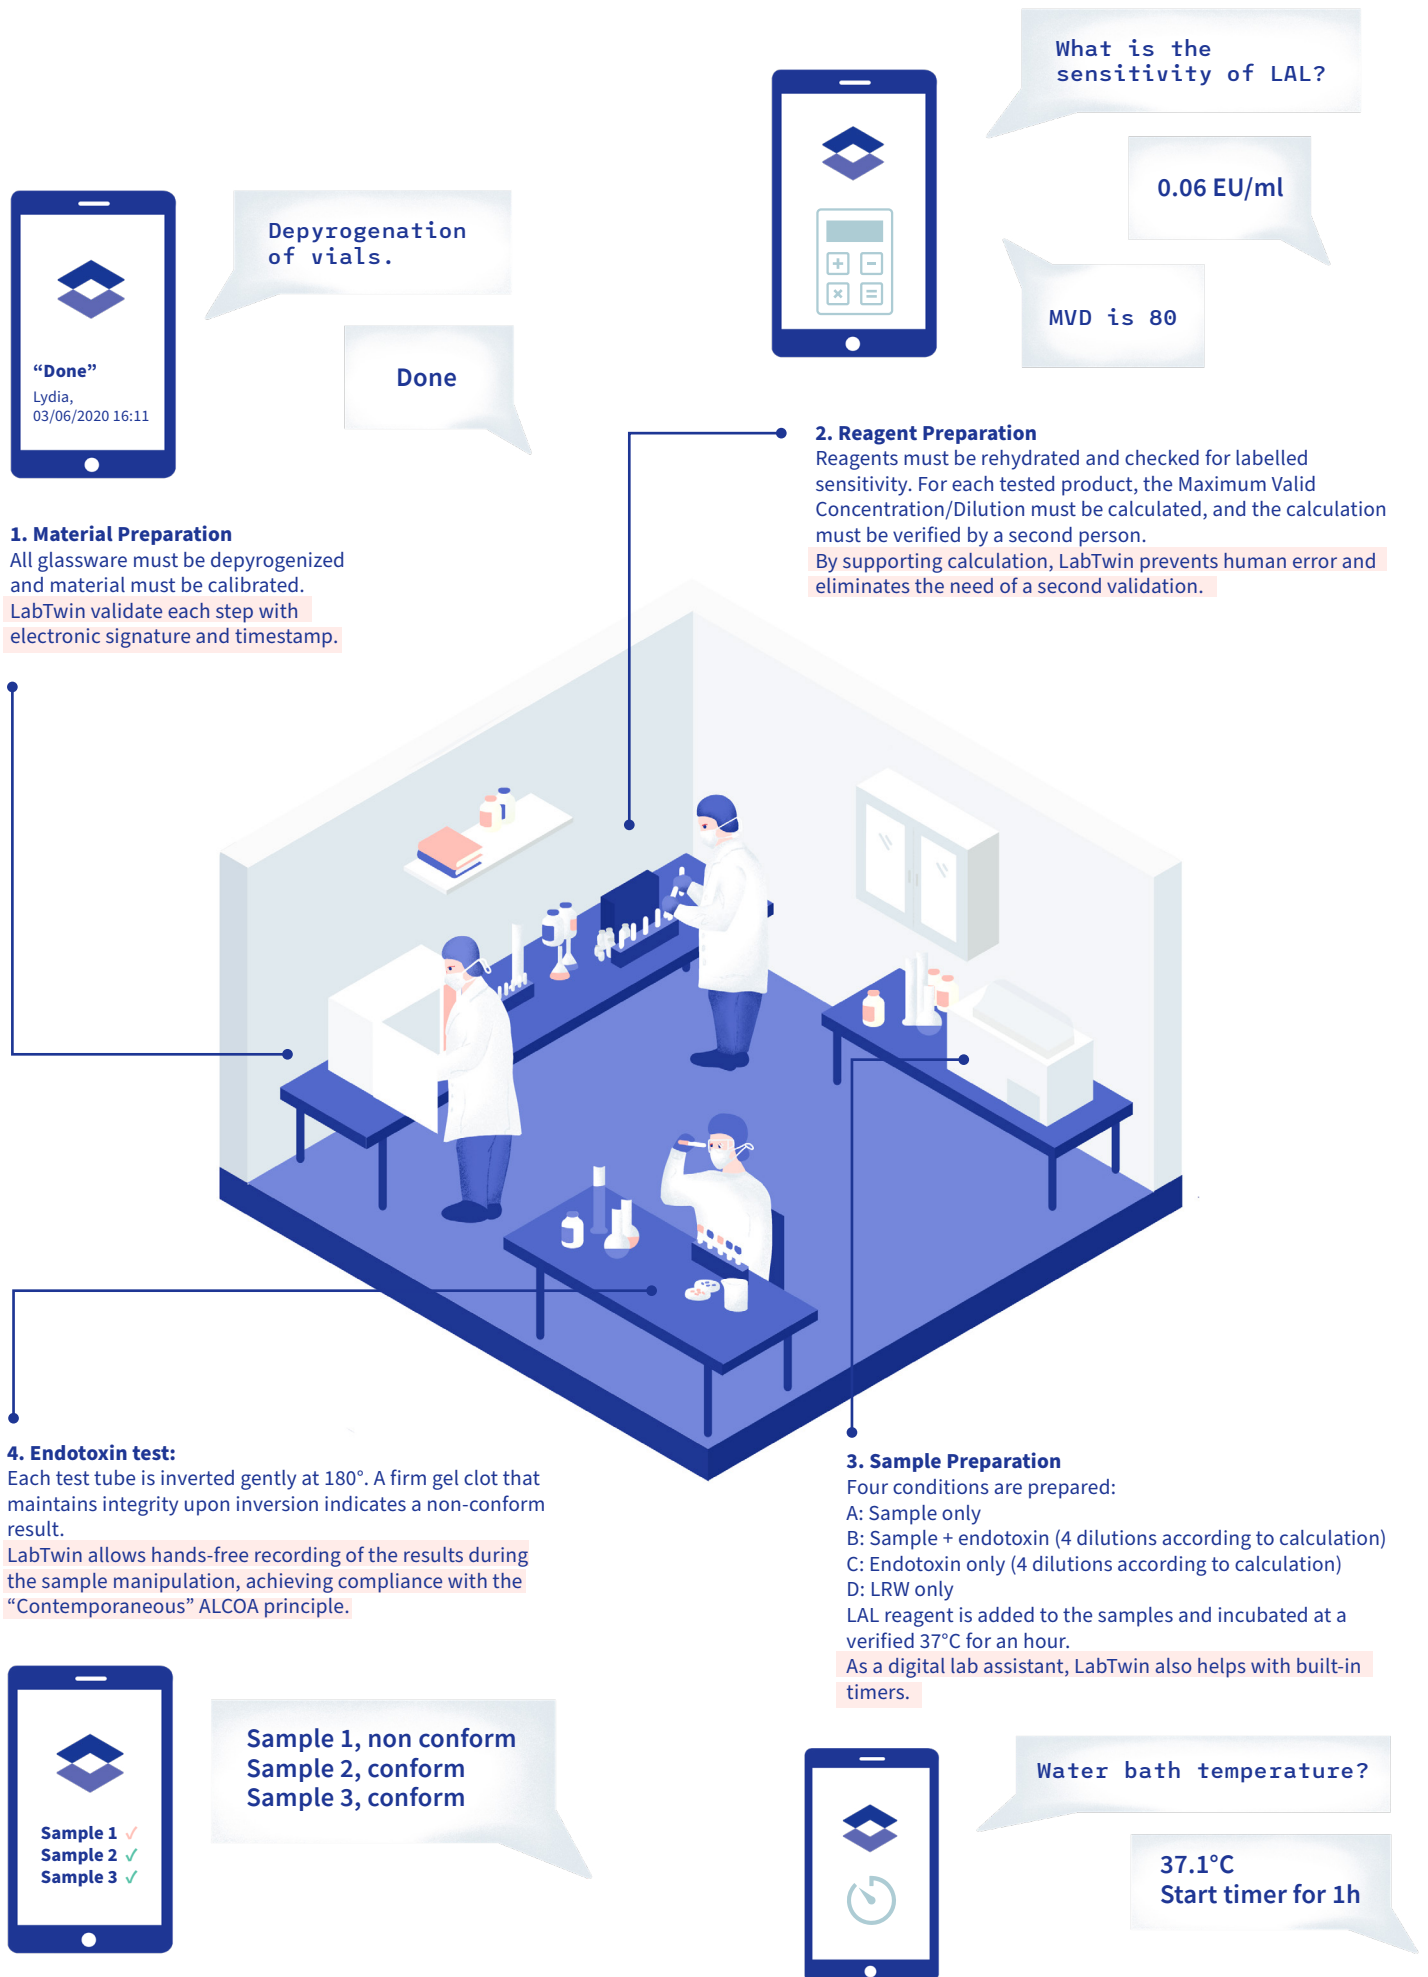 What is the
sensitivity of LAL?
0.06 EU/ml
MVD is 80
Depyrogenation
of vials.
Done
“Done”
Lydia,
03/06/2020 16:11
1. Material Preparation
All glassware must be depyrogenized
and material must be calibrated.
LabTwin validate each step with
electronic signature and timestamp.
2. Reagent Preparation
Reagents must be rehydrated and checked for labelled
sensitivity. For each tested product, the Maximum Valid
Concentration/Dilution must be calculated, and the calculation
must be verified by a second person.
By supporting calculation, LabTwin prevents human error and
eliminates the need of a second validation.
3. Sample Preparation
Four conditions are prepared:
A: Sample only
B: Sample + endotoxin (4 dilutions according to calculation)
C: Endotoxin only (4 dilutions according to calculation)
D: LRW only
LAL reagent is added to the samples and incubated at a
verified 37°C for an hour.
As a digital lab assistant, LabTwin also helps with built-in
timers.
Water bath temperature?
37.1°C
Start timer for 1h
4. Endotoxin test:
Each test tube is inverted gently at 180°. A firm gel clot that
maintains integrity upon inversion indicates a non-conform
result.
LabTwin allows hands-free recording of the results during
the sample manipulation, achieving compliance with the
“Contemporaneous” ALCOA principle.
Sample 1, non conform
Sample 2, conform
Sample 3, conform
Sample 1 ✓
Sample 2 ✓
Sample 3 ✓